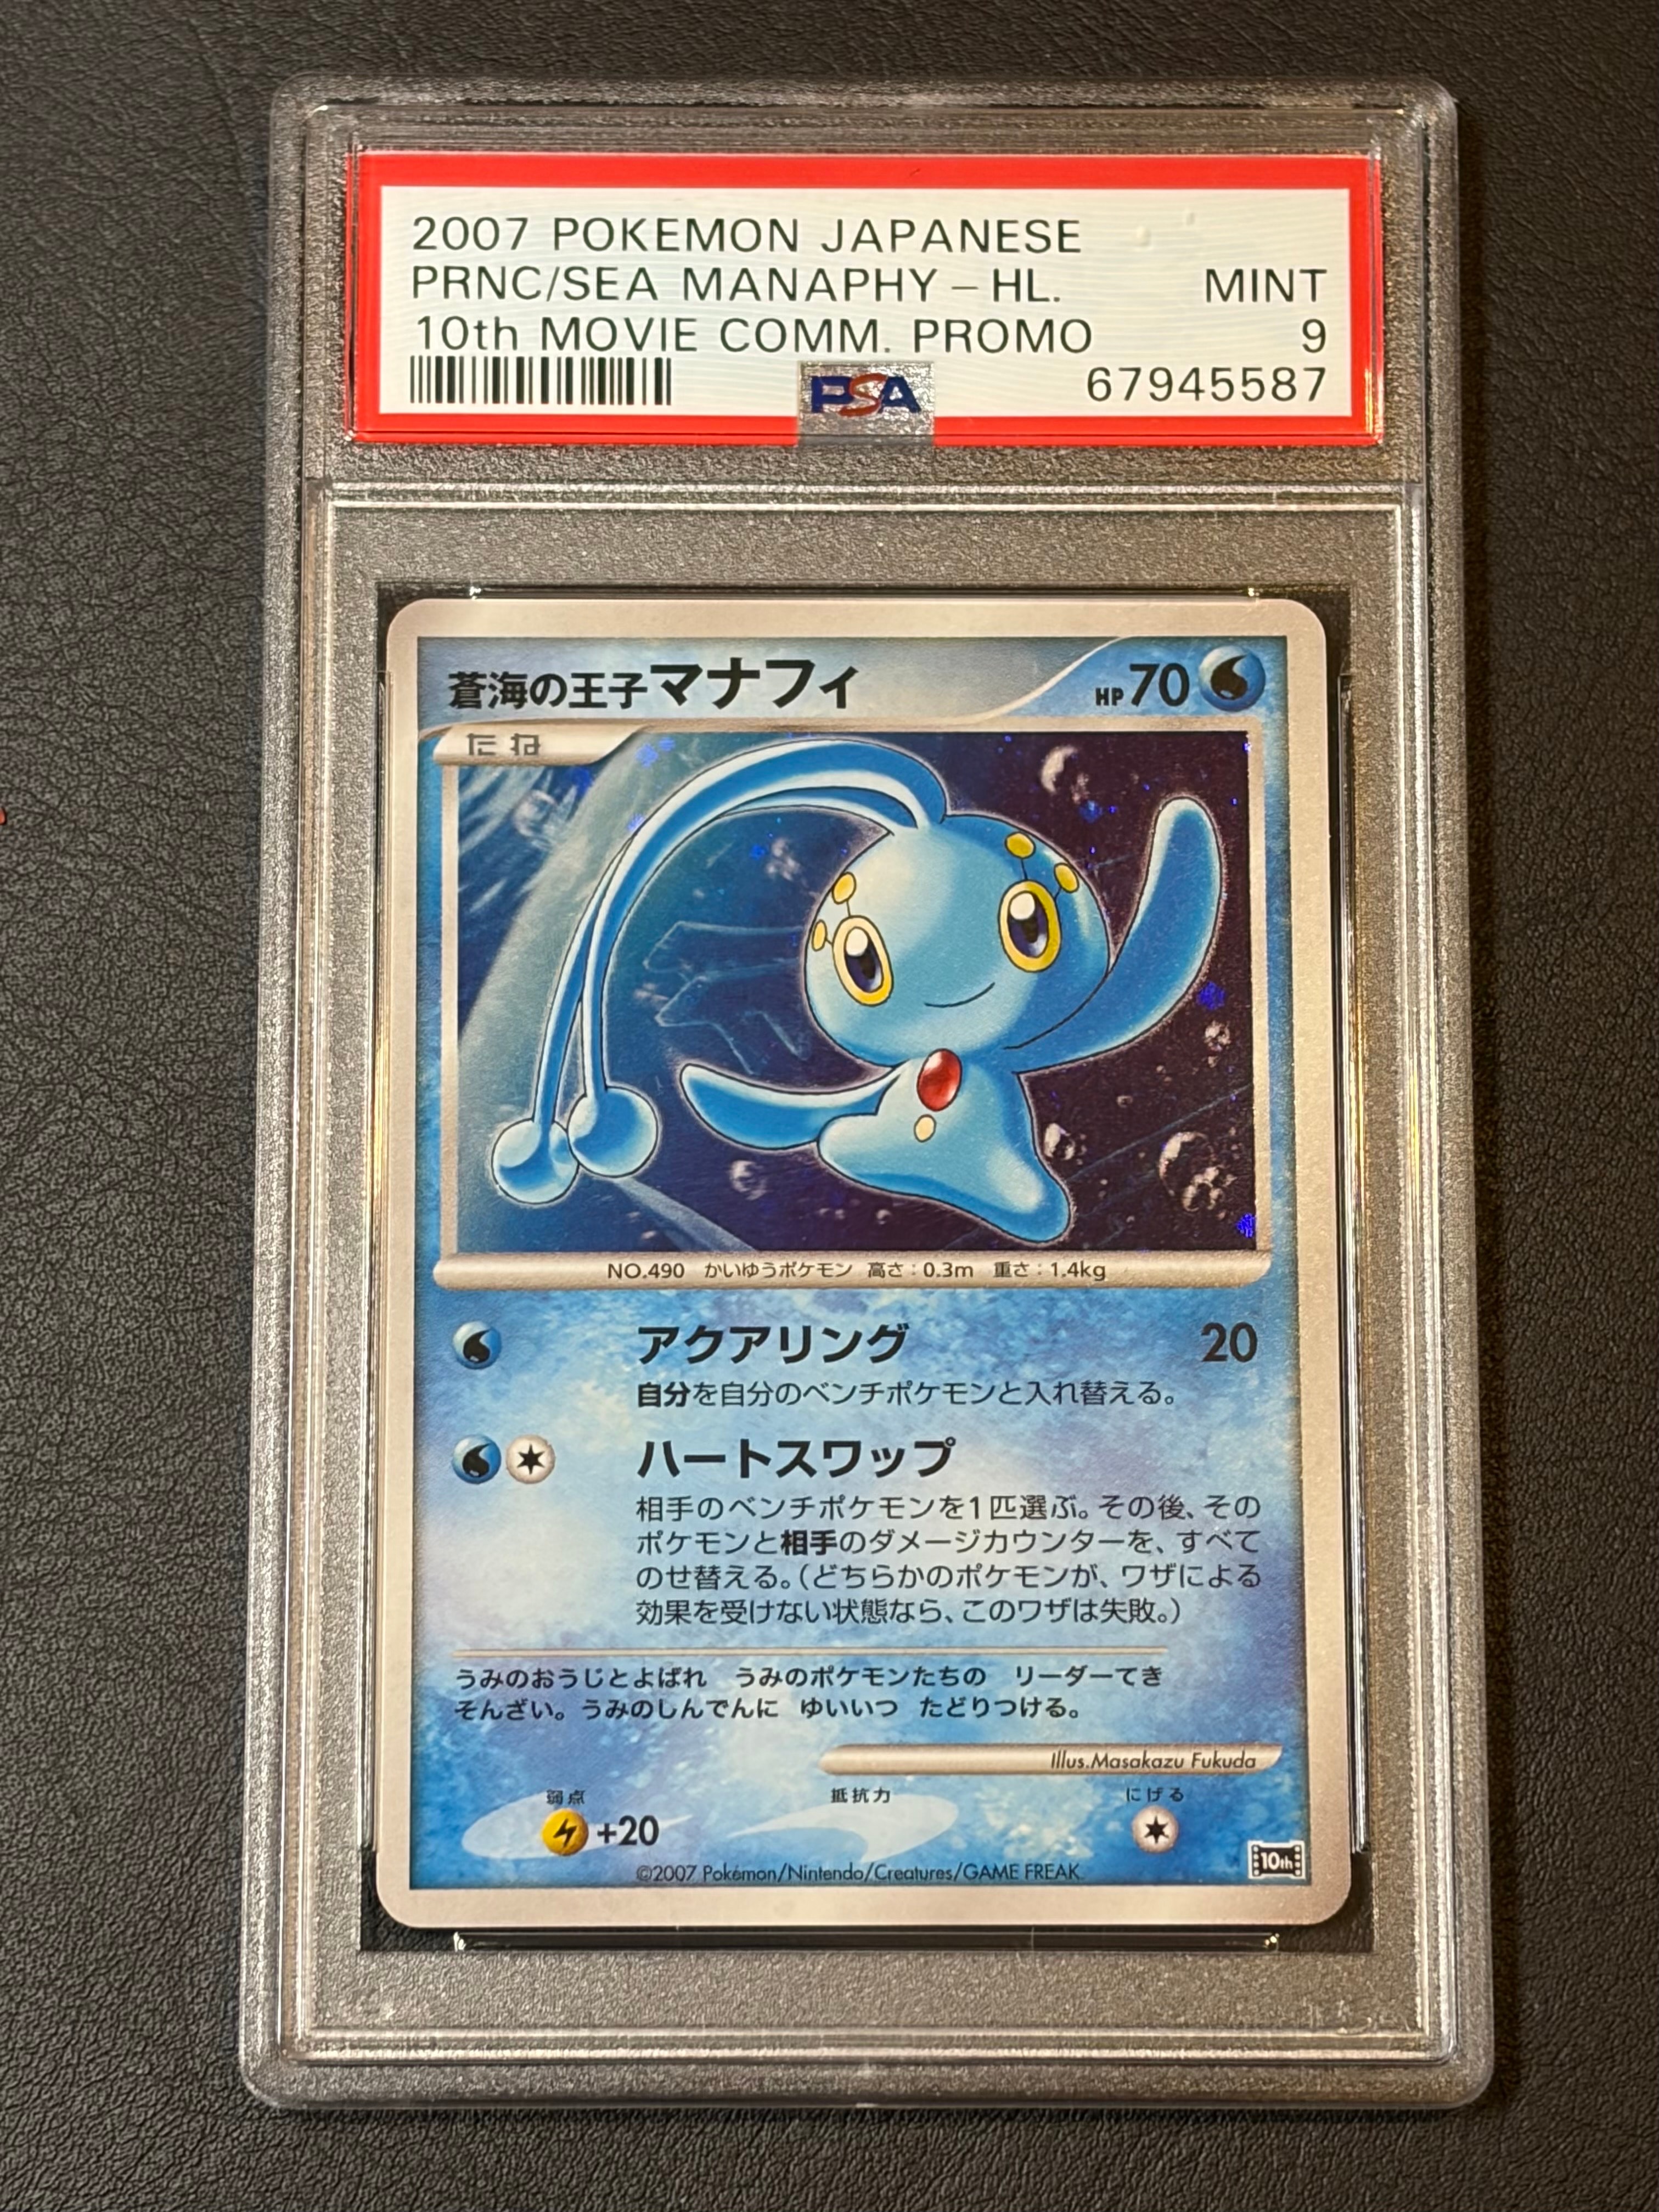 2007 POKEMON JAPANESE
PRNC/SEA MANAPHY – HL. MINT
10th MOVIE COMM. PROMO 9
PSA 67945587
蒼海の王子マナフィ HP70
たね
NO.490 かいゆうポケモン 高さ:0.3m 重さ:1.4kg
アクアリング 20
自分を自分のベンチポケモンと入れ替える。
ハートスワップ
相手のベンチポケモンを1匹選ぶ。その後、その
ポケモンと相手のダメージカウンターを、すべて
のせ替える。(どちらかのポケモンが、ワザによる
効果を受けない状態なら、このワザは失敗。)
うみのおうじとよばれ うみのポケモンたちの リーダーてき
そんざい。うみのしんでんに ゆいいつ たどりつける。
Illus.Masakazu Fukuda
弱点 抵抗力 にげる
+20
©2007 Pokémon/Nintendo/Creatures/GAME FREAK.
10th